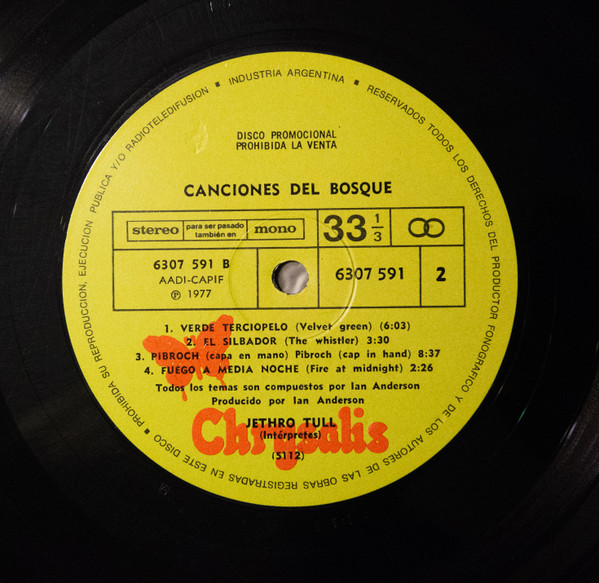 INDUSTRIA ARGENTINA ■ RESERVADOS TODOS LOS DERECHOS DEL PRODUCTOR FONOGRAFICO Y DE LOS AUTORES DE LAS OBRAS REGISTRADAS EN ESTE DISCO ■ PROHIBIDA SU REPRODUCCION, EJECUCION PUBLICA Y/O RADIOTELEDIFUSION ■
DISCO PROMOCIONAL
PROHIBIDA LA VENTA
CANCIONES DEL BOSQUE
stereo para ser pasado también en mono
33 1/3
6307 591 B
AADI-CAPIF
℗ 1977
6307 591
2
1. VERDE TERCIOPELO (Velvet green) (6:03)
2. EL SILBADOR (The whistler) 3:30
3. PIBROCH (capa en mano) Pibroch (cap in hand) 8:37
4. FUEGO A MEDIA NOCHE (Fire at midnight) 2:26
Todos los temas son compuestos por Ian Anderson
Producido por Ian Anderson
JETHRO TULL
Chrysalis
(Intérpretes)
(5112)